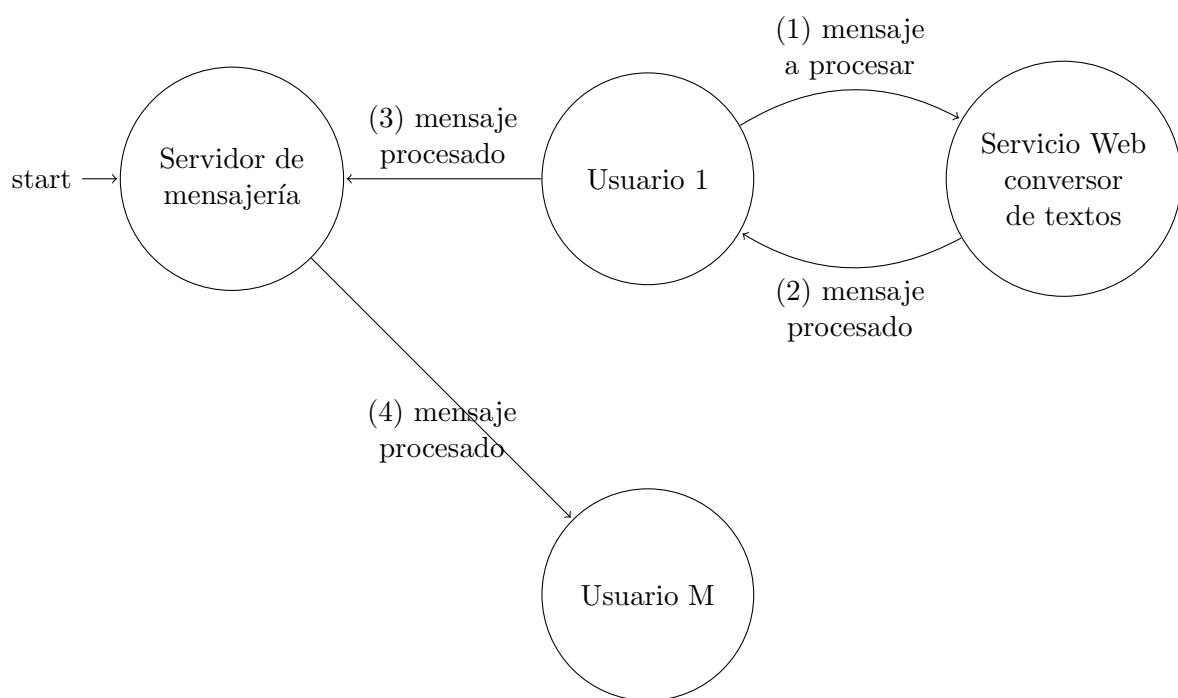 (1) mensaje
a procesar
(3) mensaje
procesado
start
Servidor de
mensajería
Usuario 1
Servicio Web
conversor
de textos
(2) mensaje
procesado
(4) mensaje
procesado
Usuario M